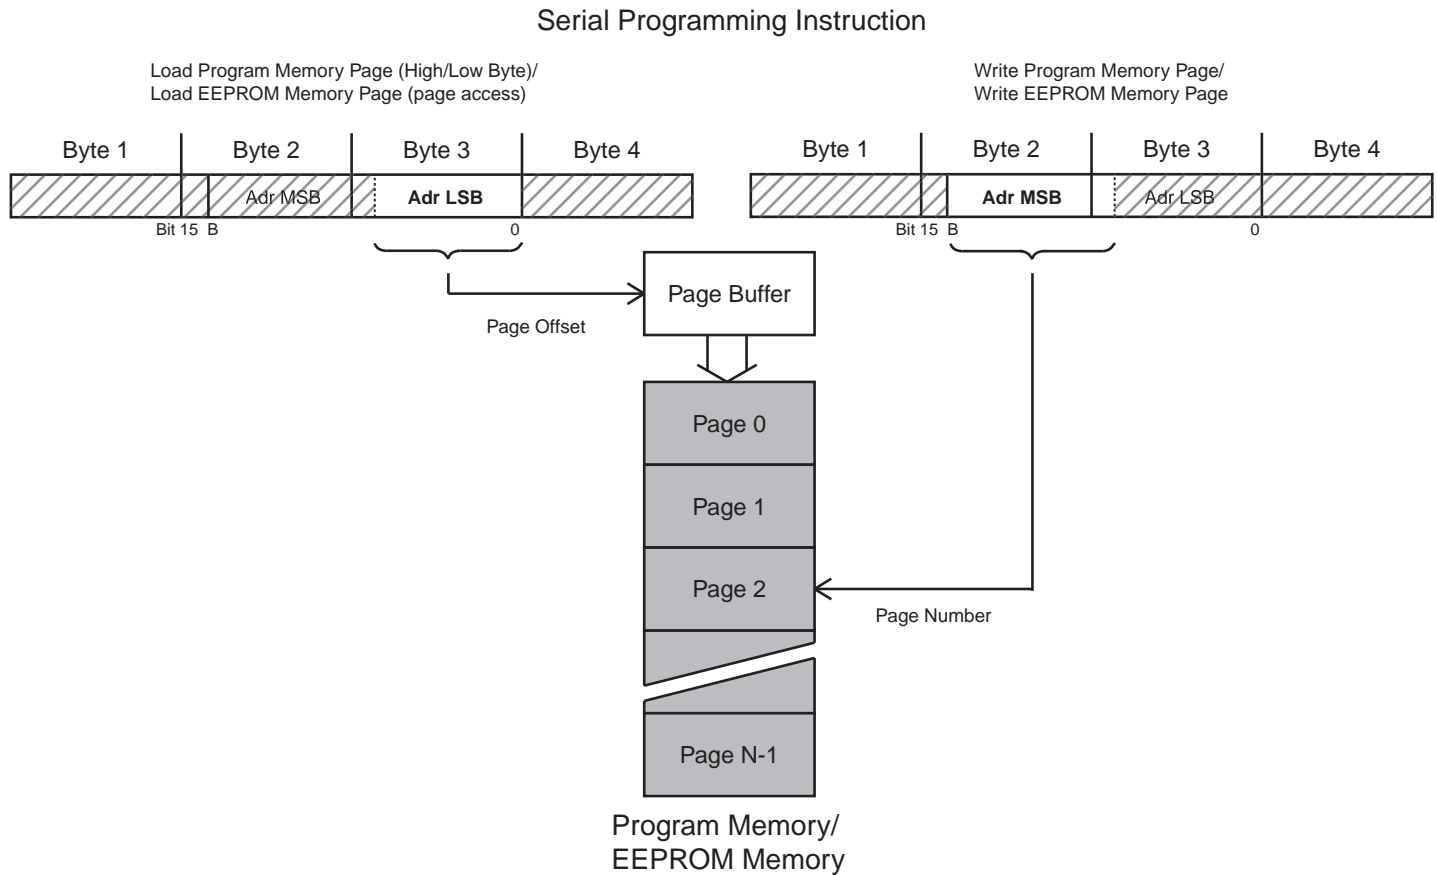 Serial Programming Instruction
Load Program Memory Page (High/Low Byte)/
Load EEPROM Memory Page (page access)
Write Program Memory Page/
Write EEPROM Memory Page
Byte 1 Byte 2 Byte 3 Byte 4
Adr MSB Adr LSB
Bit 15 B 0
Byte 1 Byte 2 Byte 3 Byte 4
Adr MSB Adr LSB
Bit 15 B 0
Page Buffer
Page Offset
Page 0
Page 1
Page 2
Page Number
Page N-1
Program Memory/
EEPROM Memory